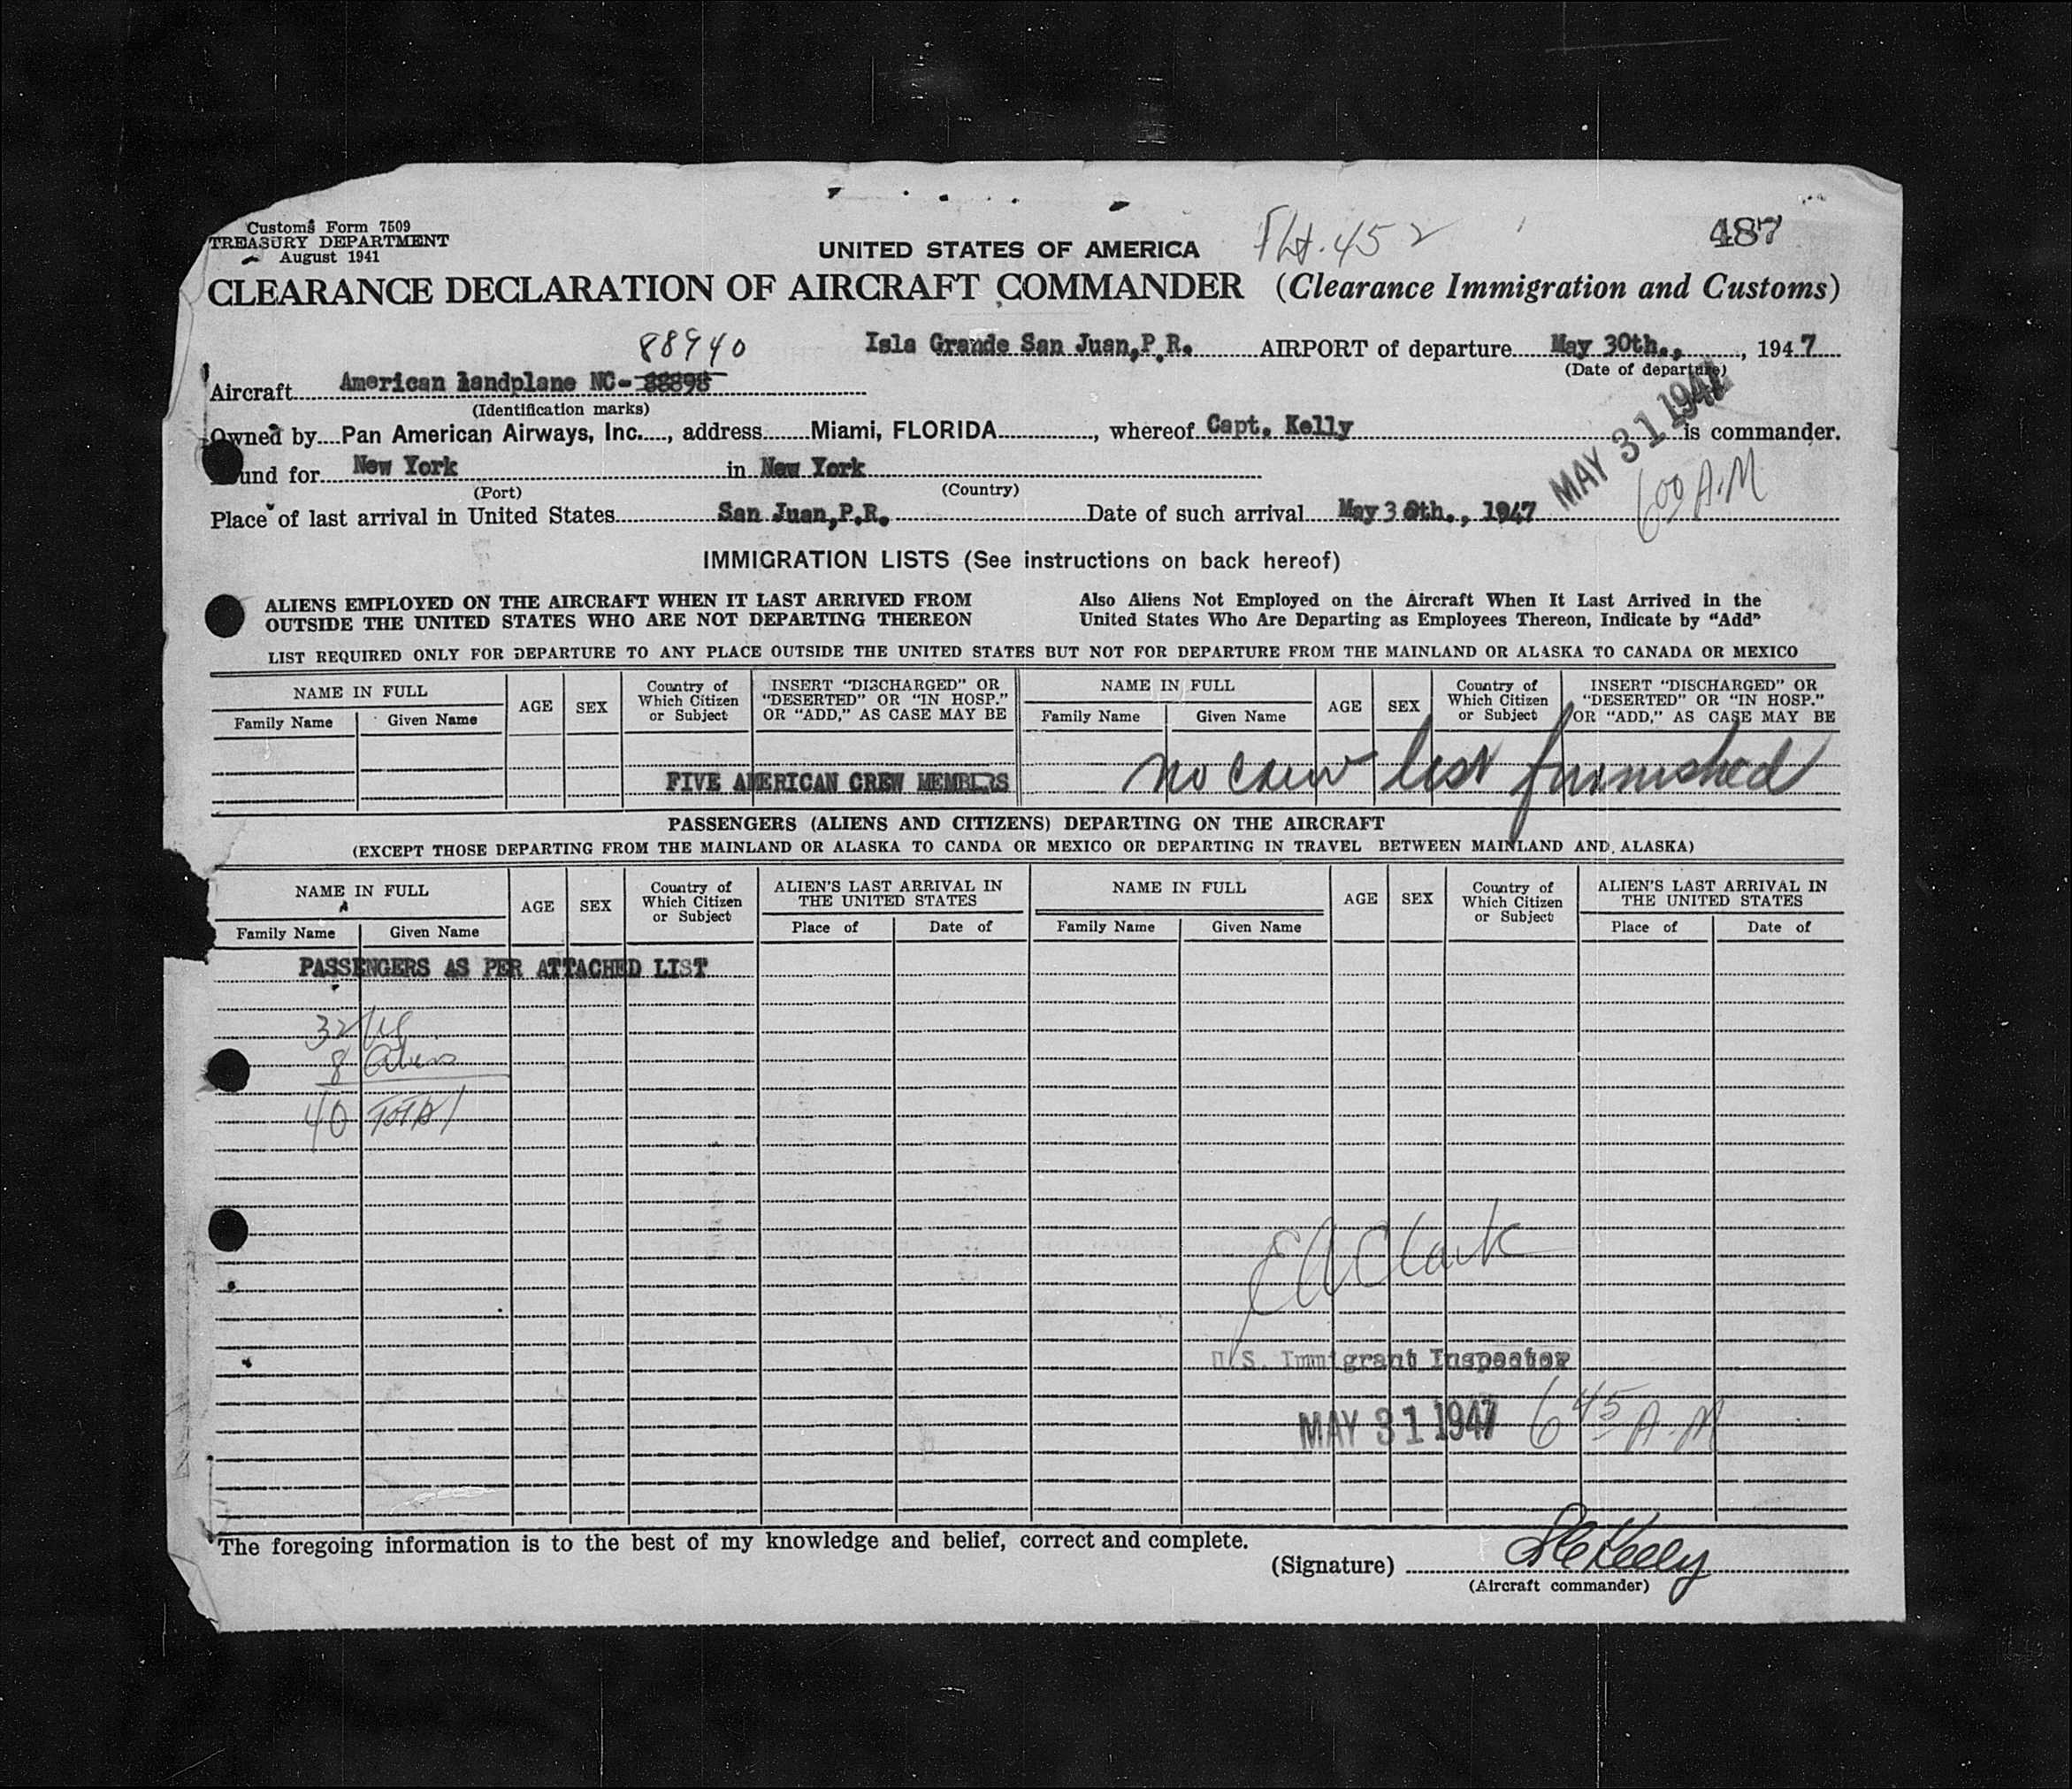 Customs Form 7509
TREASURY DEPARTMENT
August 1941
UNITED STATES OF AMERICA
Flt. 452
487
CLEARANCE DECLARATION OF AIRCRAFT COMMANDER (Clearance Immigration and Customs)
88940
Isla Grande San Juan,P.R. AIRPORT of departure May 30th., , 1947
(Date of departure)
Aircraft American landplane NC-
(Identification marks)
MAY 31 1947
Owned by Pan American Airways, Inc. , address Miami, FLORIDA , whereof Capt. Kelly is commander.
und for New York in New York
(Port) (Country)
600 A.M
Place of last arrival in United States San Juan,P.R. Date of such arrival May 30th., 1947
IMMIGRATION LISTS (See instructions on back hereof)
ALIENS EMPLOYED ON THE AIRCRAFT WHEN IT LAST ARRIVED FROM
OUTSIDE THE UNITED STATES WHO ARE NOT DEPARTING THEREON
Also Aliens Not Employed on the Aircraft When It Last Arrived in the
United States Who Are Departing as Employees Thereon, Indicate by "Add"
LIST REQUIRED ONLY FOR DEPARTURE TO ANY PLACE OUTSIDE THE UNITED STATES BUT NOT FOR DEPARTURE FROM THE MAINLAND OR ALASKA TO CANADA OR MEXICO
NAME IN FULL
Family Name Given Name
AGE
SEX
Country of
Which Citizen
or Subject
INSERT "DISCHARGED" OR
"DESERTED" OR "IN HOSP."
OR "ADD," AS CASE MAY BE
NAME IN FULL
Family Name Given Name
AGE
SEX
Country of
Which Citizen
or Subject
INSERT "DISCHARGED" OR
"DESERTED" OR "IN HOSP."
OR "ADD," AS CASE MAY BE
FIVE AMERICAN CREW MEMBERS
no crew list furnished
PASSENGERS (ALIENS AND CITIZENS) DEPARTING ON THE AIRCRAFT
(EXCEPT THOSE DEPARTING FROM THE MAINLAND OR ALASKA TO CANDA OR MEXICO OR DEPARTING IN TRAVEL BETWEEN MAINLAND AND ALASKA)
NAME IN FULL
Family Name Given Name
AGE
SEX
Country of
Which Citizen
or Subject
ALIEN'S LAST ARRIVAL IN
THE UNITED STATES
Place of Date of
NAME IN FULL
Family Name Given Name
AGE
SEX
Country of
Which Citizen
or Subject
ALIEN'S LAST ARRIVAL IN
THE UNITED STATES
Place of Date of
PASSENGERS AS PER ATTACHED LIST
32 US
8 Aliens
40 TOTAL
E A Clark
U.S. Immigrant Inspector
MAY 31 1947 645 A.M
The foregoing information is to the best of my knowledge and belief, correct and complete.
(Signature) Kelly
(Aircraft commander)